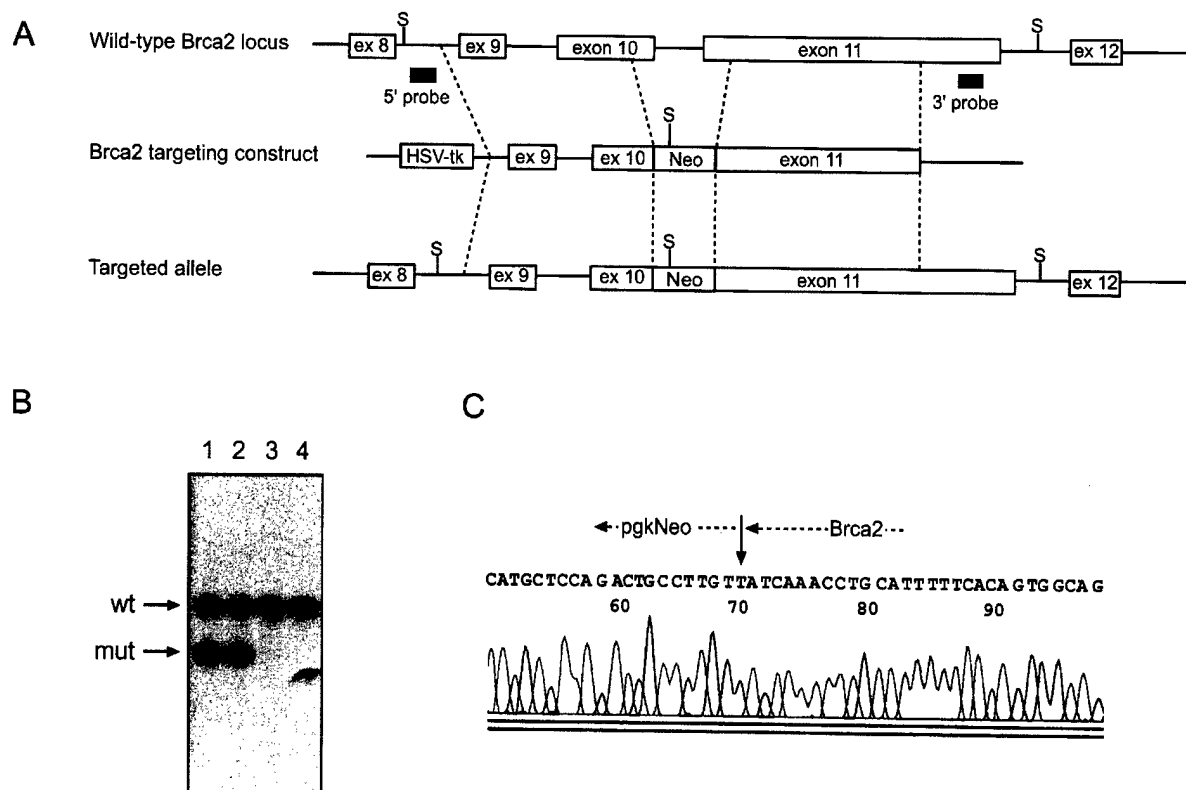 A
Wild-type Brca2 locus
S
S
ex 8
ex 9
exon 10
exon 11
ex 12
5' probe
3' probe
Brca2 targeting construct
S
HSV-tk
ex 9
ex 10
Neo
exon 11
Targeted allele
S
S
S
ex 8
ex 9
ex 10
Neo
exon 11
ex 12
B
1 2 3 4
wt
mut
C
pgkNeo
Brca2
CATGCTCCAGACTGCCTTGTTATCAAACCTGCATTTTTCACAGTGGCAG
60 70 80 90